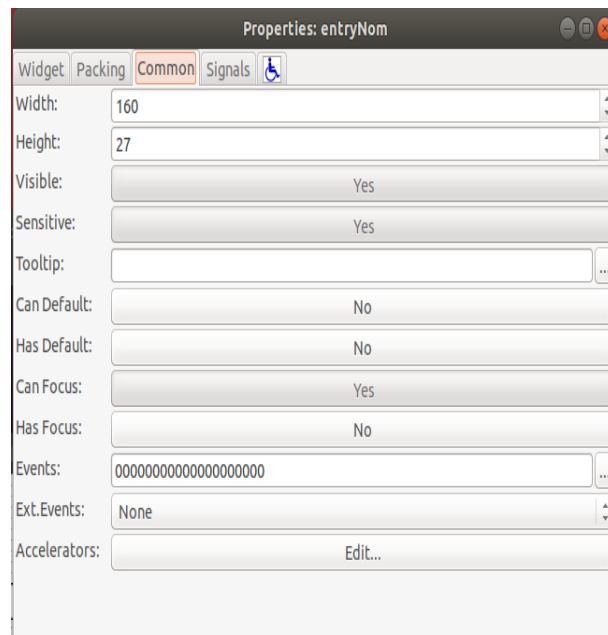 Properties: entryNom
Widget Packing Common Signals
Width: 160
Height: 27
Visible: Yes
Sensitive: Yes
Tooltip: ...
Can Default: No
Has Default: No
Can Focus: Yes
Has Focus: No
Events: 00000000000000000000 ...
Ext.Events: None
Accelerators: Edit...